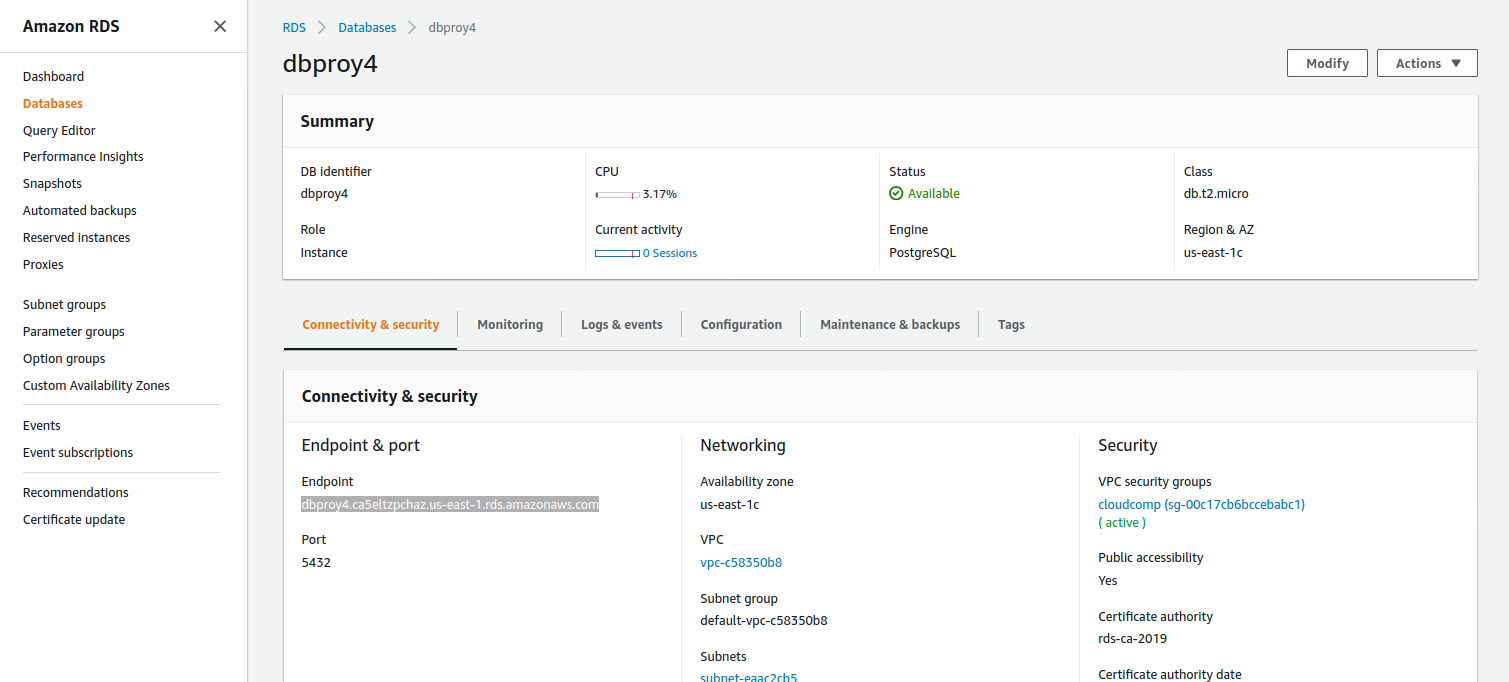 Amazon RDS
Dashboard
Databases
Query Editor
Performance Insights
Snapshots
Automated backups
Reserved instances
Proxies
Subnet groups
Parameter groups
Option groups
Custom Availability Zones
Events
Event subscriptions
Recommendations
Certificate update
RDS > Databases > dbproy4
dbproy4
Modify
Actions ▼
Summary
DB identifier
dbproy4
Role
Instance
CPU
3.17%
Current activity
0 Sessions
Status
Available
Engine
PostgreSQL
Class
db.t2.micro
Region & AZ
us-east-1c
Connectivity & security
Monitoring
Logs & events
Configuration
Maintenance & backups
Tags
Connectivity & security
Endpoint & port
Endpoint
dbproy4.ca5eltzpchaz.us-east-1.rds.amazonaws.com
Port
5432
Networking
Availability zone
us-east-1c
VPC
vpc-c58350b8
Subnet group
default-vpc-c58350b8
Subnets
subnet-eaac2cb5
Security
VPC security groups
cloudcomp (sg-00c17cb6bccebabc1)
( active )
Public accessibility
Yes
Certificate authority
rds-ca-2019
Certificate authority date